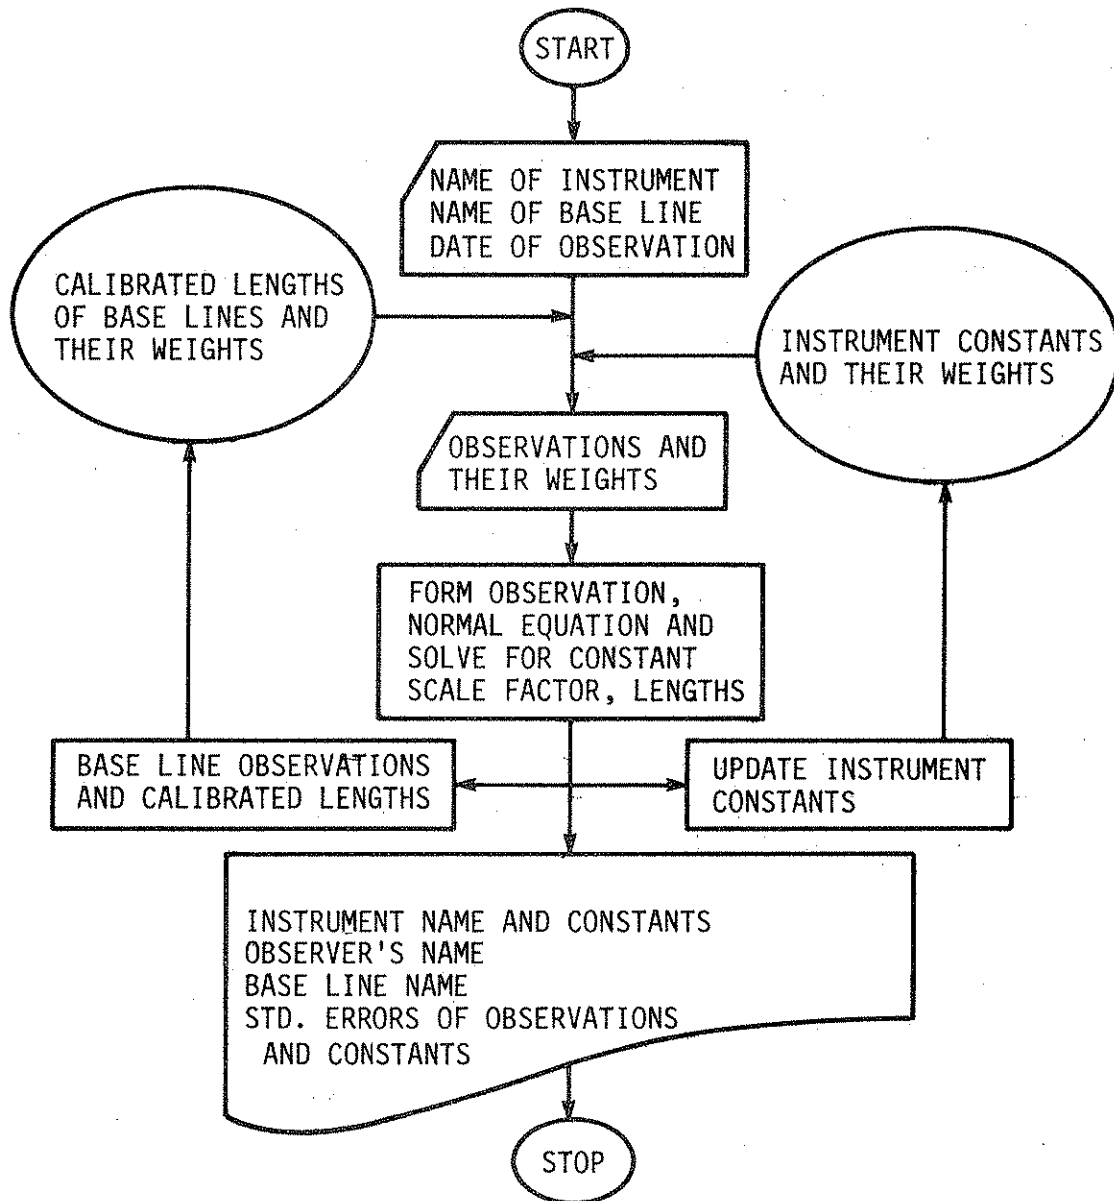 START
NAME OF INSTRUMENT
NAME OF BASE LINE
DATE OF OBSERVATION
CALIBRATED LENGTHS
OF BASE LINES AND
THEIR WEIGHTS
INSTRUMENT CONSTANTS
AND THEIR WEIGHTS
OBSERVATIONS AND
THEIR WEIGHTS
FORM OBSERVATION,
NORMAL EQUATION AND
SOLVE FOR CONSTANT
SCALE FACTOR, LENGTHS
BASE LINE OBSERVATIONS
AND CALIBRATED LENGTHS
UPDATE INSTRUMENT
CONSTANTS
INSTRUMENT NAME AND CONSTANTS
OBSERVER'S NAME
BASE LINE NAME
STD. ERRORS OF OBSERVATIONS
AND CONSTANTS
STOP